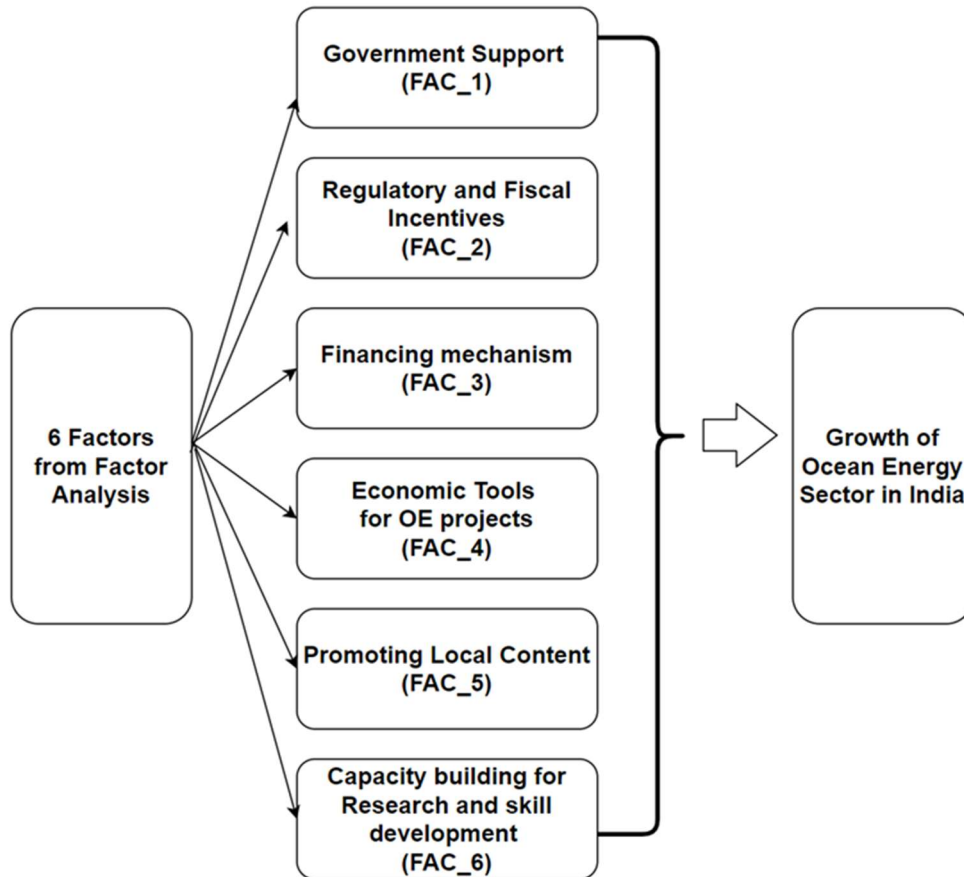 6 Factors
from Factor
Analysis
Government Support
(FAC_1)
Regulatory and Fiscal
Incentives
(FAC_2)
Financing mechanism
(FAC_3)
Economic Tools
for OE projects
(FAC_4)
Promoting Local Content
(FAC_5)
Capacity building for
Research and skill
development
(FAC_6)
Growth of
Ocean Energy
Sector in India